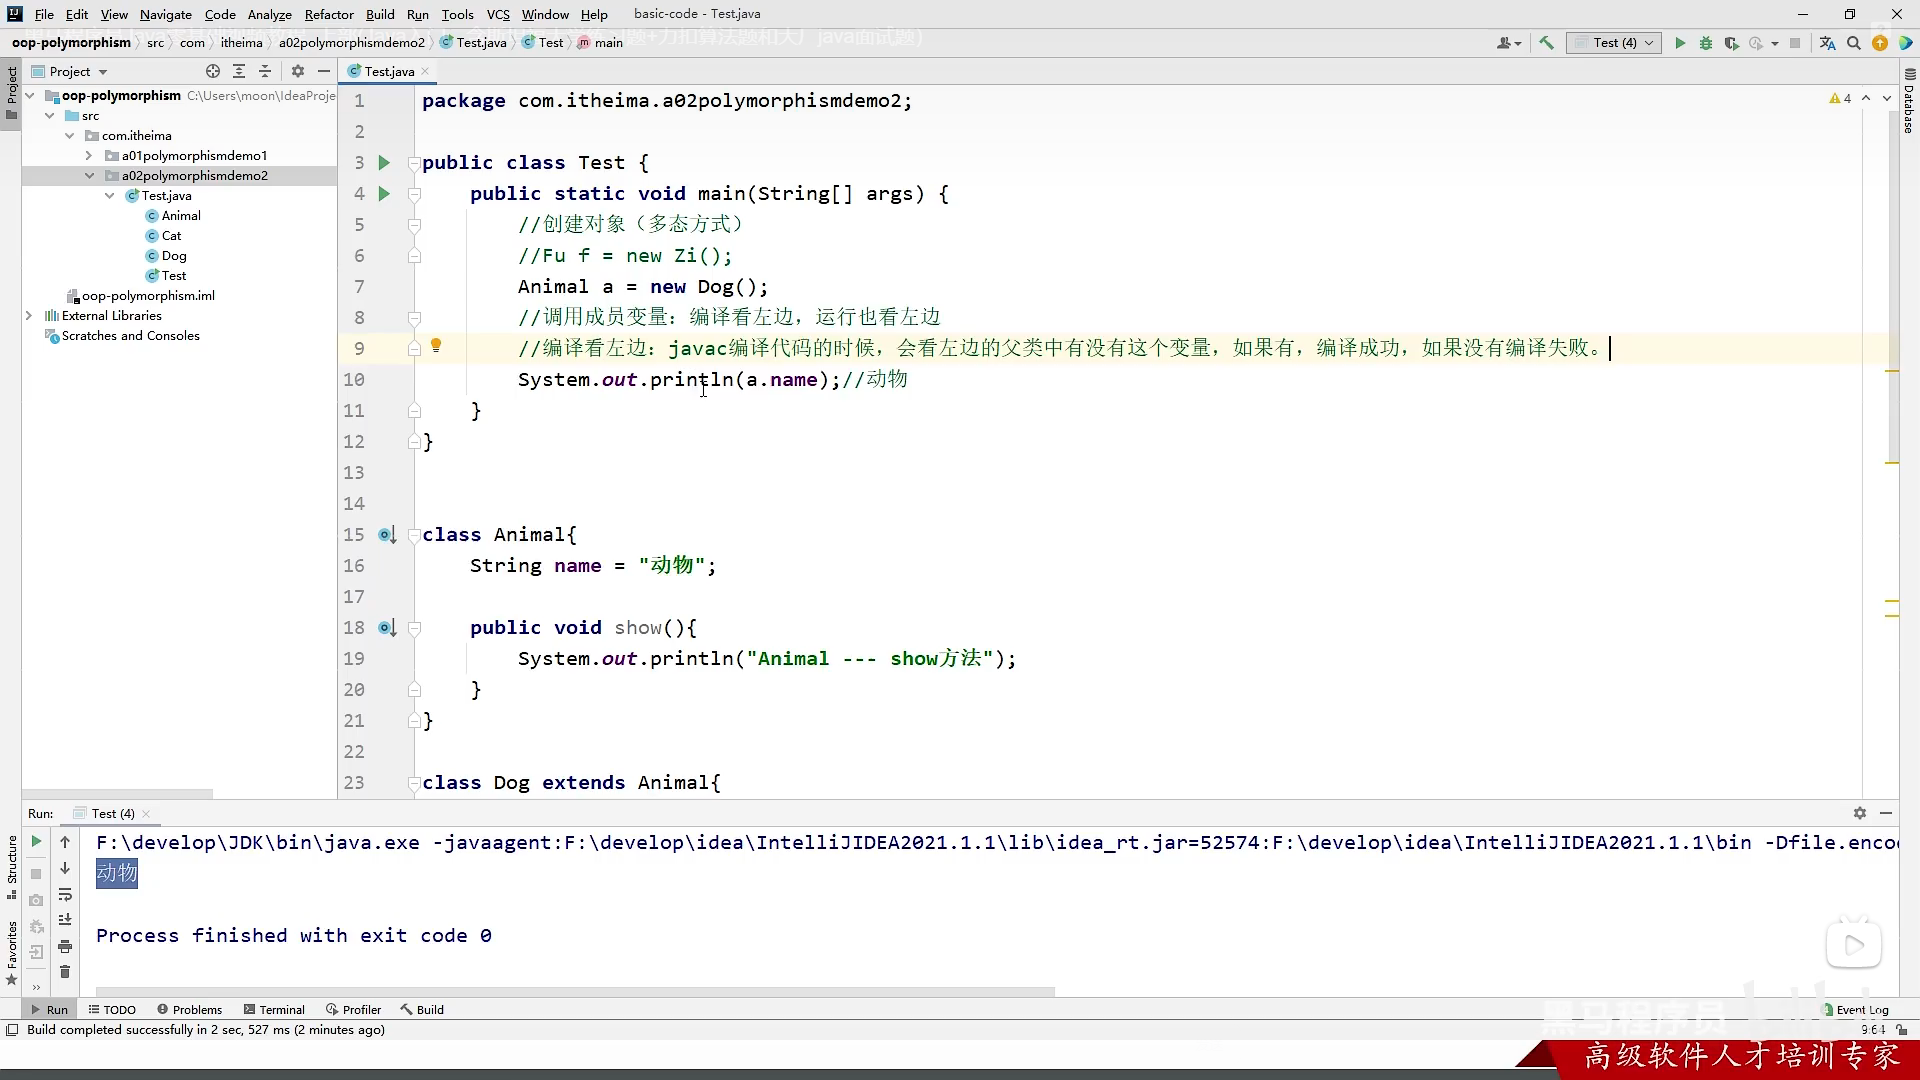 File Edit View Navigate Code Analyze Refactor Build Run Tools VCS Window Help basic-code - Test.java
oop-polymorphism src com itheima a02polymorphismdemo2 Test.java Test main
Test (4)
Project
Test.java
Project
Database
oop-polymorphism C:\Users\moon\IdeaProje
src
com.itheima
a01polymorphismdemo1
a02polymorphismdemo2
Test.java
Animal
Cat
Dog
Test
oop-polymorphism.iml
External Libraries
Scratches and Consoles
4
1 package com.itheima.a02polymorphismdemo2;
2
3 public class Test {
4 public static void main(String[] args) {
5 //创建对象（多态方式）
6 //Fu f = new Zi();
7 Animal a = new Dog();
8 //调用成员变量：编译看左边，运行也看左边
9 //编译看左边：javac编译代码的时候，会看左边的父类中有没有这个变量，如果有，编译成功，如果没有编译失败。
10 System.out.println(a.name);//动物
11 }
12 }
13
14
15 class Animal{
16 String name = "动物";
17
18 public void show(){
19 System.out.println("Animal --- show方法");
20 }
21 }
22
23 class Dog extends Animal{
Run: Test (4)
F:\develop\JDK\bin\java.exe -javaagent:F:\develop\idea\IntelliJIDEA2021.1.1\lib\idea_rt.jar=52574:F:\develop\idea\IntelliJIDEA2021.1.1\bin -Dfile.enco
动物
Process finished with exit code 0
Structure
Favorites
Run TODO Problems Terminal Profiler Build Event Log
Build completed successfully in 2 sec, 527 ms (2 minutes ago) 9:64
黑马程序员
高级软件人才培训专家